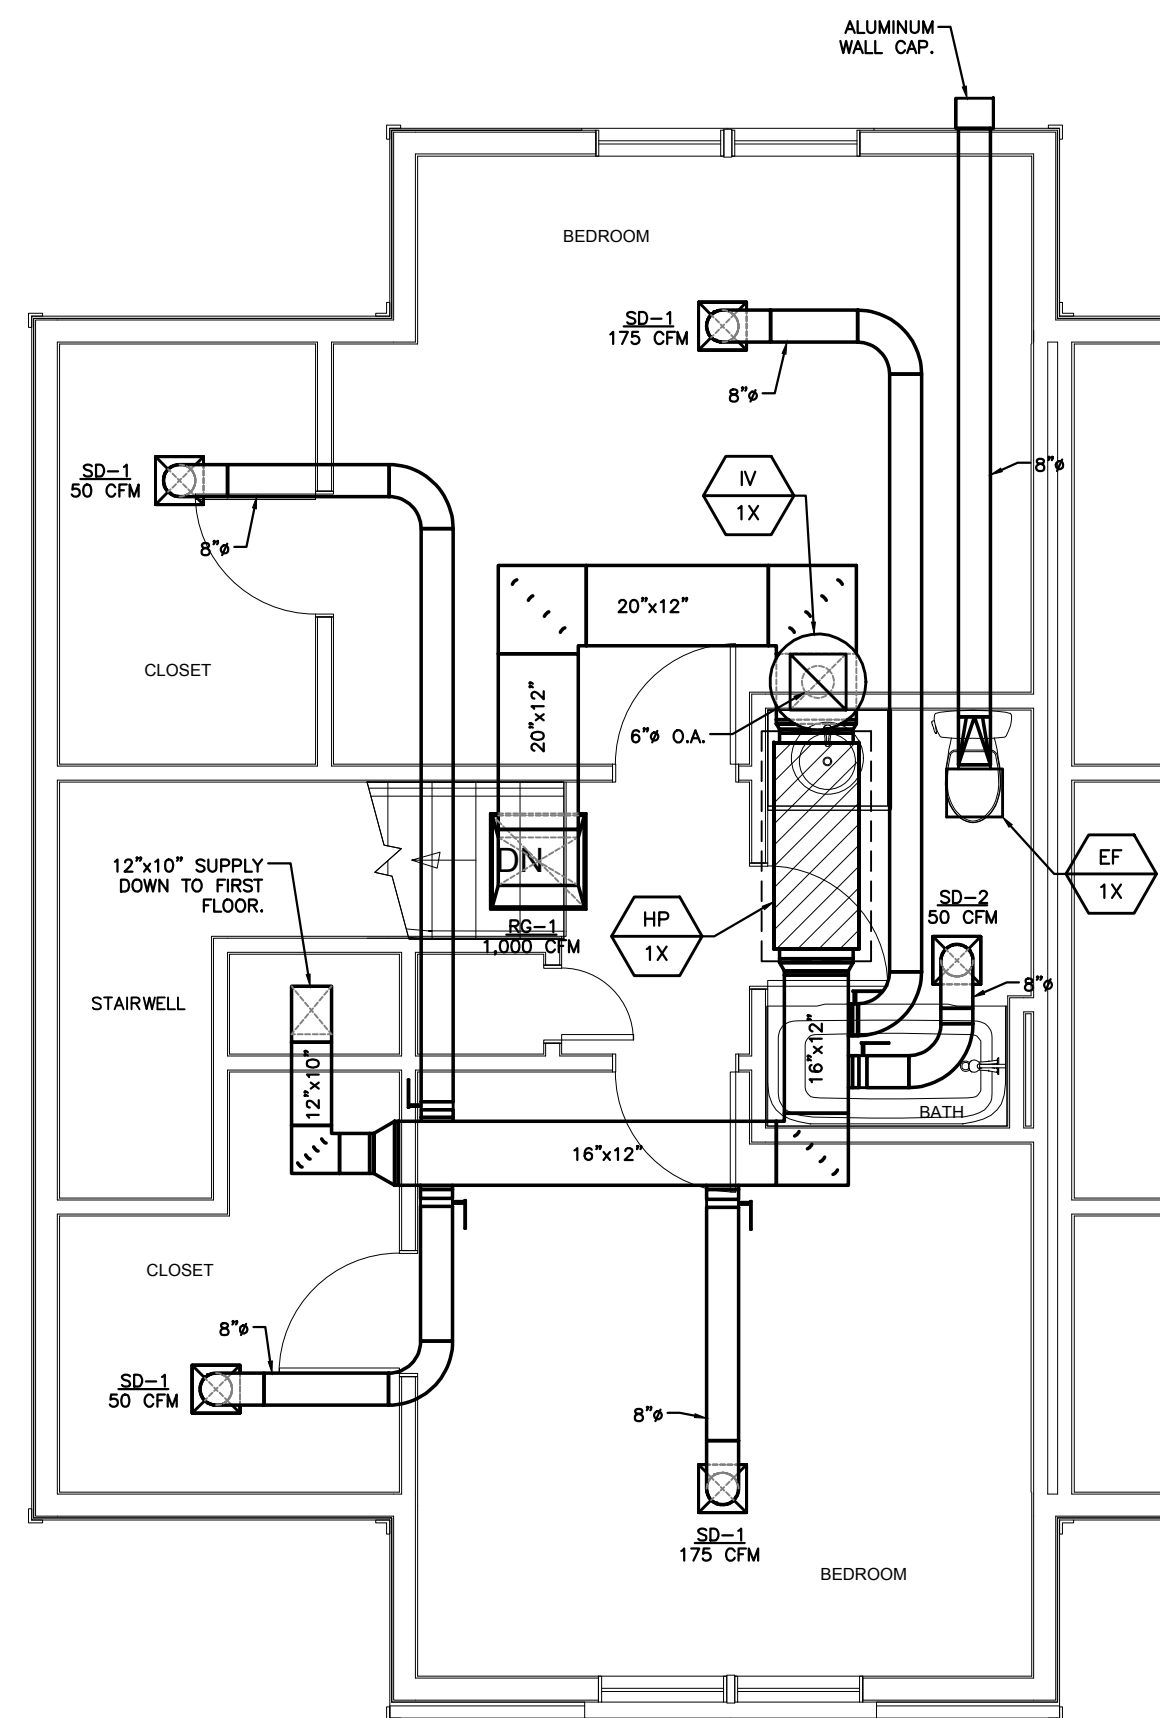 ALUMINUM
WALL CAP.
BEDROOM
SD-1
175 CFM
8"ø
8"ø
SD-1
50 CFM
8"ø
IV
1X
20"x12"
CLOSET
20"x12"
6"ø O.A.
12"x10" SUPPLY
DOWN TO FIRST
FLOOR.
DN
EF
1X
SD-2
50 CFM
RG-1
1,000 CFM
HP
1X
8"ø
STAIRWELL
12"x10"
16"x12"
BATH
16"x12"
CLOSET
8"ø
SD-1
50 CFM
8"ø
SD-1
175 CFM
BEDROOM